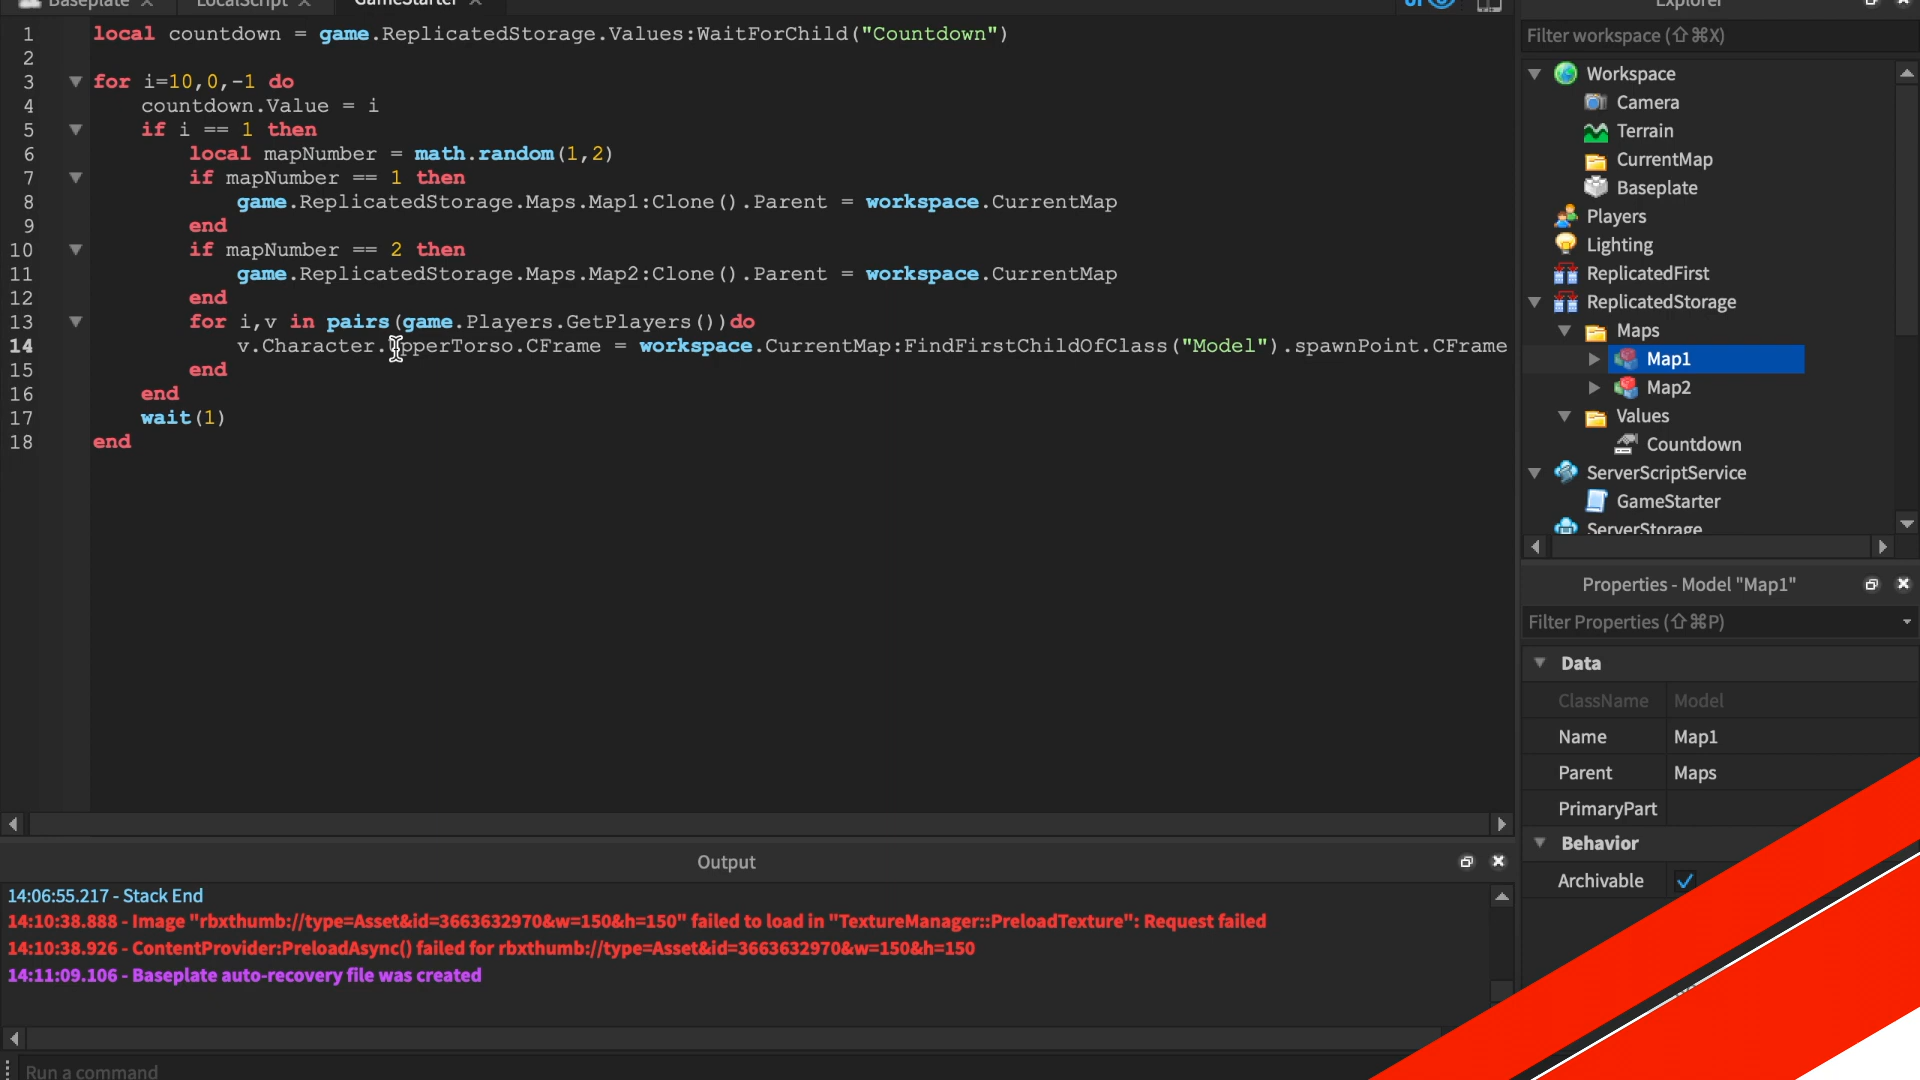 Baseplate
LocalScript
GameStarter
UI
Explorer
1 local countdown = game.ReplicatedStorage.Values:WaitForChild("Countdown")
2
3 for i=10,0,-1 do
4 countdown.Value = i
5 if i == 1 then
6 local mapNumber = math.random(1,2)
7 if mapNumber == 1 then
8 game.ReplicatedStorage.Maps.Map1:Clone().Parent = workspace.CurrentMap
9 end
10 if mapNumber == 2 then
11 game.ReplicatedStorage.Maps.Map2:Clone().Parent = workspace.CurrentMap
12 end
13 for i,v in pairs(game.Players.GetPlayers())do
14 v.Character.UpperTorso.CFrame = workspace.CurrentMap:FindFirstChildOfClass("Model").spawnPoint.CFrame
15 end
16 end
17 wait(1)
18 end
Filter workspace (⇧⌘X)
Workspace
Camera
Terrain
CurrentMap
Baseplate
Players
Lighting
ReplicatedFirst
ReplicatedStorage
Maps
Map1
Map2
Values
Countdown
ServerScriptService
GameStarter
ServerStorage
Properties - Model "Map1"
Filter Properties (⇧⌘P)
Data
ClassName Model
Name Map1
Parent Maps
PrimaryPart
Behavior
Archivable
Output
14:06:55.217 - Stack End
14:10:38.888 - Image "rbxthumb://type=Asset&id=3663632970&w=150&h=150" failed to load in "TextureManager::PreloadTexture": Request failed
14:10:38.926 - ContentProvider:PreloadAsync() failed for rbxthumb://type=Asset&id=3663632970&w=150&h=150
14:11:09.106 - Baseplate auto-recovery file was created
Run a command